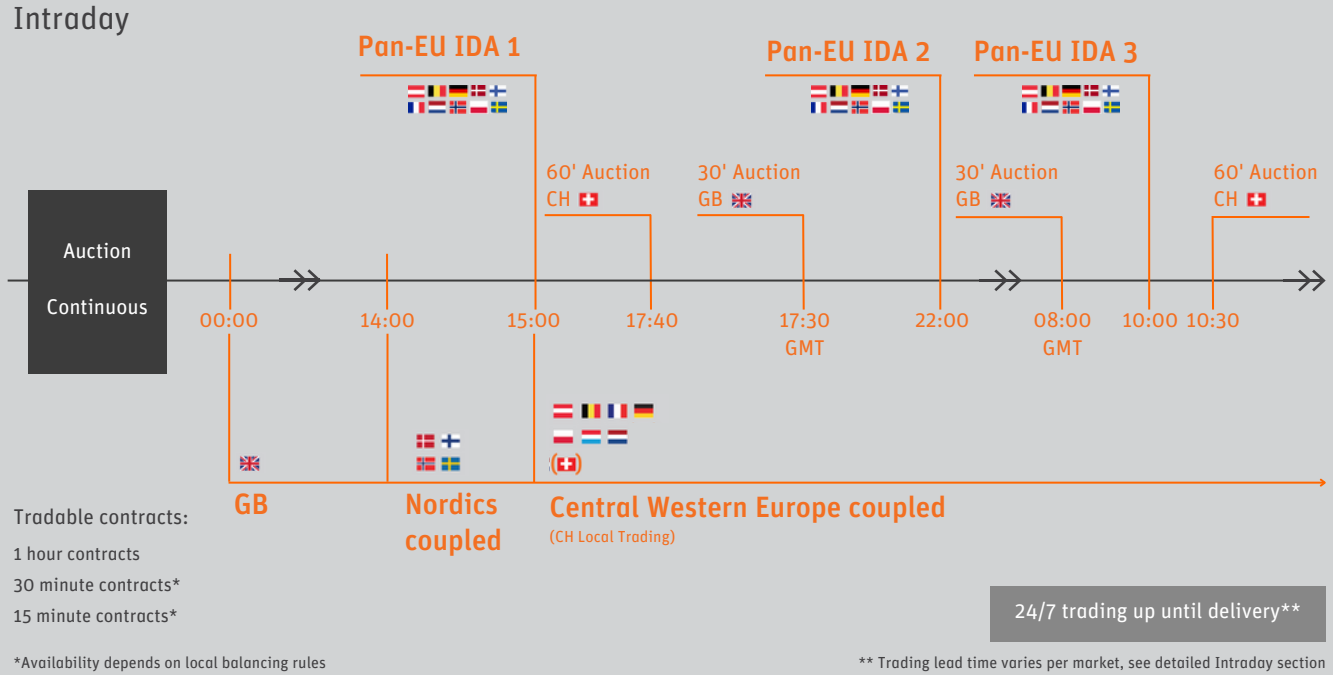 Intraday
Pan-EU IDA 1
Pan-EU IDA 2
Pan-EU IDA 3
60' Auction
CH
30' Auction
GB
30' Auction
GB
60' Auction
CH
Auction
Continuous
00:00
14:00
15:00
17:40
17:30
GMT
22:00
08:00
GMT
10:00
10:30
( )
GB
Nordics
coupled
Central Western Europe coupled
(CH Local Trading)
Tradable contracts:
1 hour contracts
30 minute contracts*
15 minute contracts*
24/7 trading up until delivery**
*Availability depends on local balancing rules
** Trading lead time varies per market, see detailed Intraday section